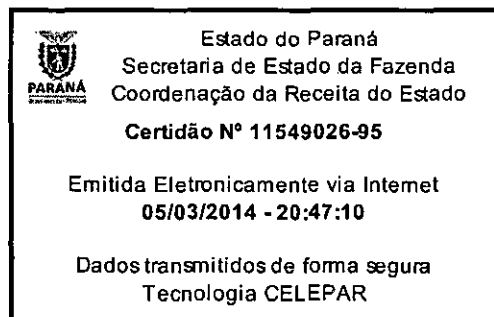 Estado do Paraná
Secretaria de Estado da Fazenda
PARANÁ
Coordenação da Receita do Estado
Certidão Nº 11549026-95
Emitida Eletronicamente via Internet
05/03/2014 - 20:47:10
Dados transmitidos de forma segura
Tecnologia CELEPAR